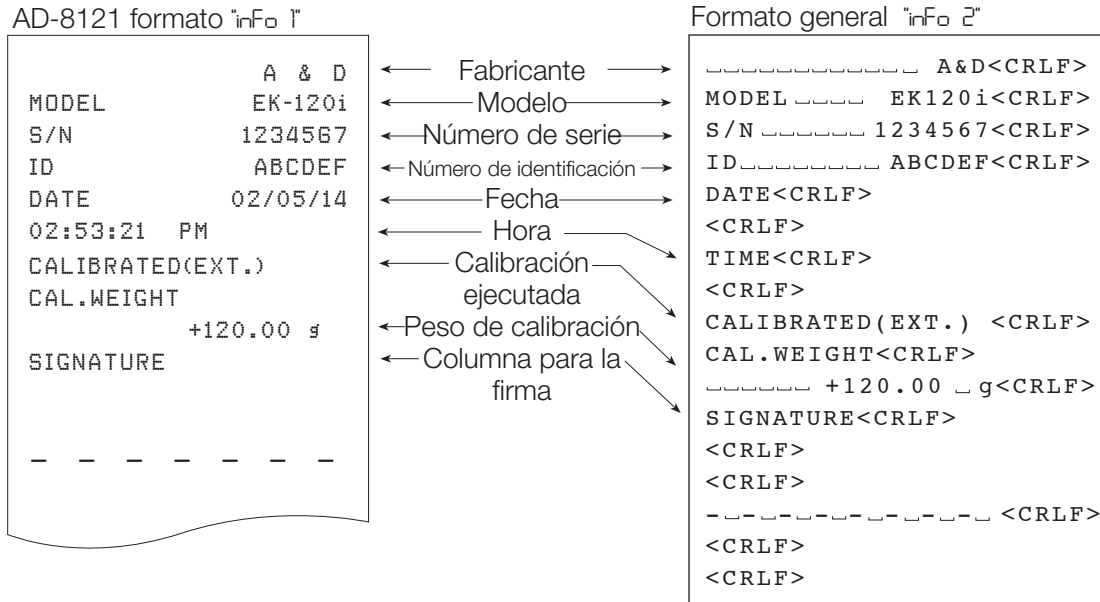 AD-8121 formato "inFo 1"
A & D
MODEL EK-120i
S/N 1234567
ID ABCDEF
DATE 02/05/14
02:53:21 PM
CALIBRATED(EXT.)
CAL.WEIGHT
+120.00 g
SIGNATURE
_ _ _ _ _ _ _
Fabricante
Modelo
Número de serie
Número de identificación
Fecha
Hora
Calibración
ejecutada
Peso de calibración
Columna para la
firma
Formato general "inFo 2"
␣␣␣␣␣␣␣␣␣␣␣␣ A&D<CRLF>
MODEL ␣␣␣␣ EK120i<CRLF>
S/N ␣␣␣␣␣␣ 1234567<CRLF>
ID␣␣␣␣␣␣␣␣ ABCDEF<CRLF>
DATE<CRLF>
<CRLF>
TIME<CRLF>
<CRLF>
CALIBRATED(EXT.) <CRLF>
CAL.WEIGHT<CRLF>
␣␣␣␣␣␣ +120.00 ␣ g<CRLF>
SIGNATURE<CRLF>
<CRLF>
<CRLF>
-␣-␣-␣-␣-␣-␣-␣-␣ <CRLF>
<CRLF>
<CRLF>